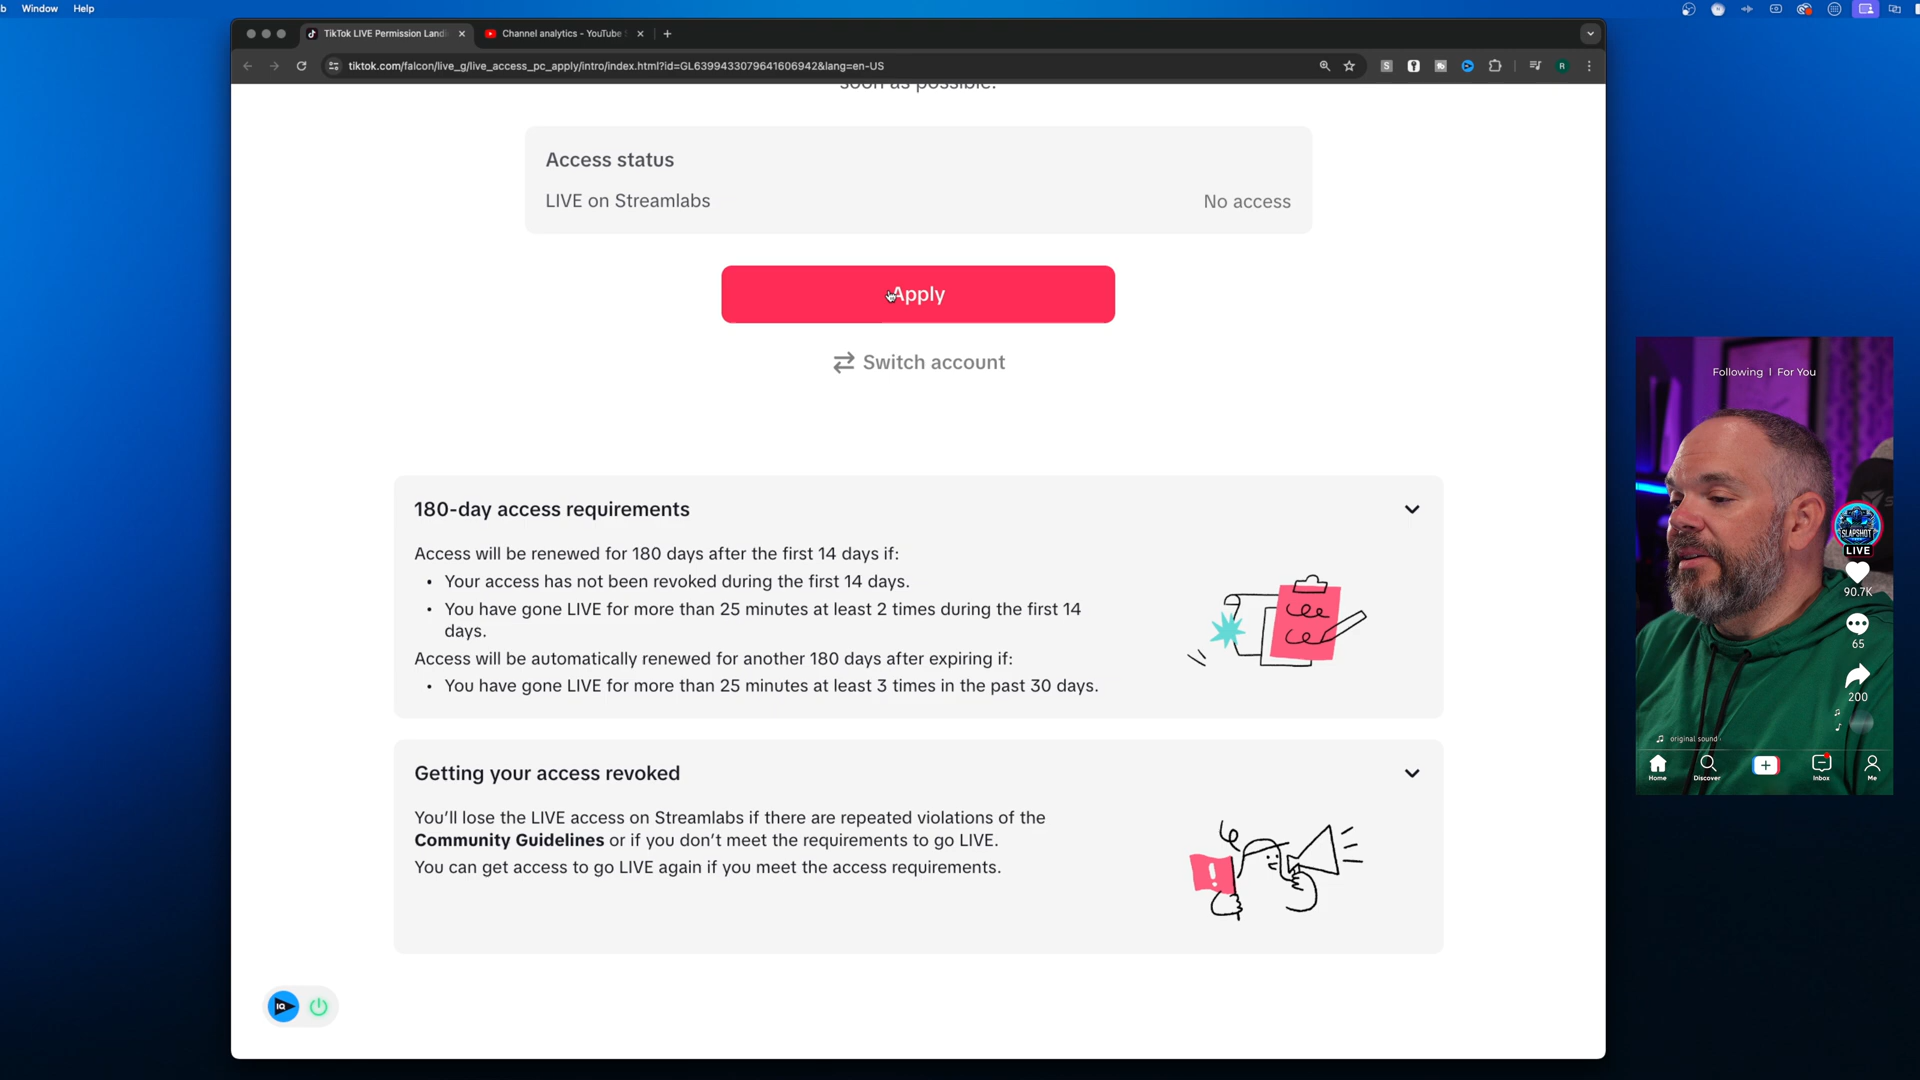 Window Help
TikTok LIVE Permission Landi
Channel analytics - YouTube
tiktok.com/falcon/live_g/live_access_pc_apply/intro/index.html?id=GL6399433079641606942&lang=en-US
soon as possible.
Access status
LIVE on Streamlabs No access
Apply
Switch account
180-day access requirements
Access will be renewed for 180 days after the first 14 days if:
• Your access has not been revoked during the first 14 days.
• You have gone LIVE for more than 25 minutes at least 2 times during the first 14
days.
Access will be automatically renewed for another 180 days after expiring if:
• You have gone LIVE for more than 25 minutes at least 3 times in the past 30 days.
Getting your access revoked
You'll lose the LIVE access on Streamlabs if there are repeated violations of the
Community Guidelines or if you don't meet the requirements to go LIVE.
You can get access to go LIVE again if you meet the access requirements.
IQ
Following | For You
SLAPSHOT
LIVE
90.7K
65
200
original sound
Home
Discover
Inbox
Me